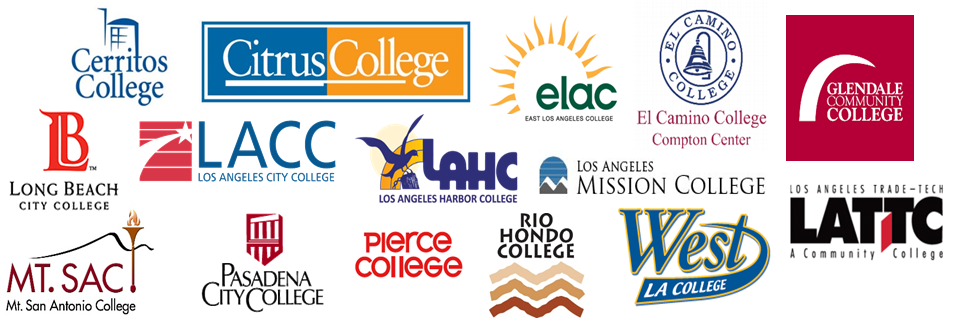 Cerritos
College
Citrus College
elac
EAST LOS ANGELES COLLEGE
EL CAMINO
COLLEGE
El Camino College
Compton Center
GLENDALE
COMMUNITY
COLLEGE
LB
TM
LONG BEACH
CITY COLLEGE
LACC
LOS ANGELES CITY COLLEGE
LAHC
LOS ANGELES HARBOR COLLEGE
LOS ANGELES
MISSION COLLEGE
LOS ANGELES TRADE-TECH
LATTC
A Community College
MT. SAC
Mt. San Antonio College
PASADENA
CITY COLLEGE
PIERCE
COLLEGE
RIO
HONDO
COLLEGE
West
LA COLLEGE